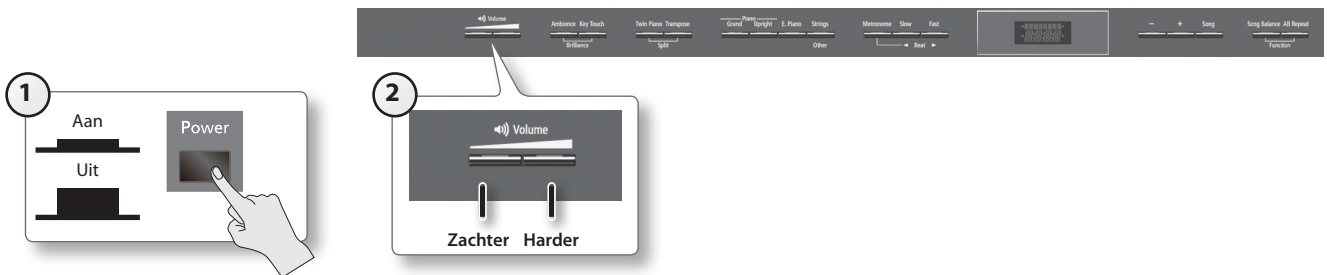 Volume
Ambience Key Touch
Brilliance
Twin Piano Transpose
Split
Piano
Grand Upright E. Piano Strings
Other
Metronome Slow Fast
◄ Beat ►
− + Song
Song Balance AB Repeat
Function
1
Aan
Uit
Power
2
Volume
Zachter Harder